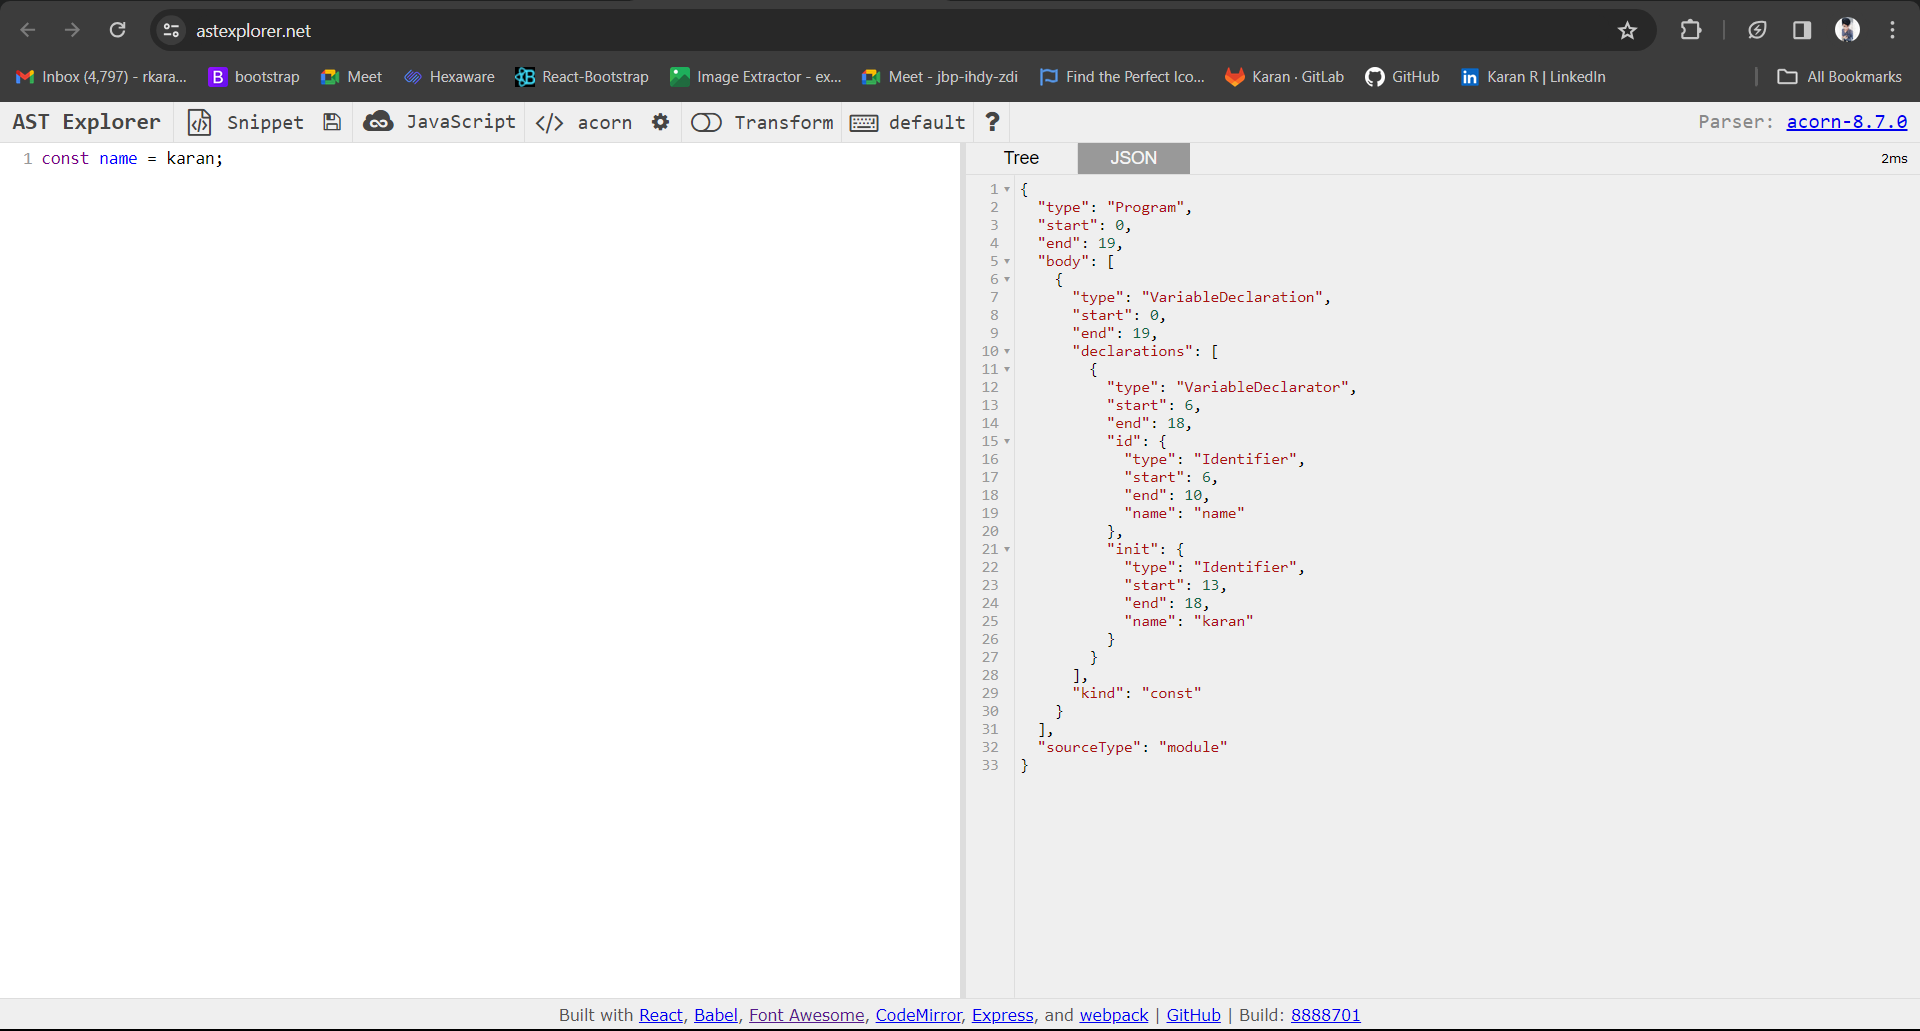 astexplorer.net
Inbox (4,797) - rkara... bootstrap Meet Hexaware React-Bootstrap Image Extractor - ex... Meet - jbp-ihdy-zdi Find the Perfect Ico... Karan · GitLab GitHub Karan R | LinkedIn All Bookmarks
AST Explorer Snippet JavaScript </> acorn Transform default ? Parser: acorn-8.7.0
1 const name = karan;
Tree JSON 2ms
1 {
2 "type": "Program",
3 "start": 0,
4 "end": 19,
5 "body": [
6 {
7 "type": "VariableDeclaration",
8 "start": 0,
9 "end": 19,
10 "declarations": [
11 {
12 "type": "VariableDeclarator",
13 "start": 6,
14 "end": 18,
15 "id": {
16 "type": "Identifier",
17 "start": 6,
18 "end": 10,
19 "name": "name"
20 },
21 "init": {
22 "type": "Identifier",
23 "start": 13,
24 "end": 18,
25 "name": "karan"
26 }
27 }
28 ],
29 "kind": "const"
30 }
31 ],
32 "sourceType": "module"
33 }
Built with React, Babel, Font Awesome, CodeMirror, Express, and webpack | GitHub | Build: 8888701